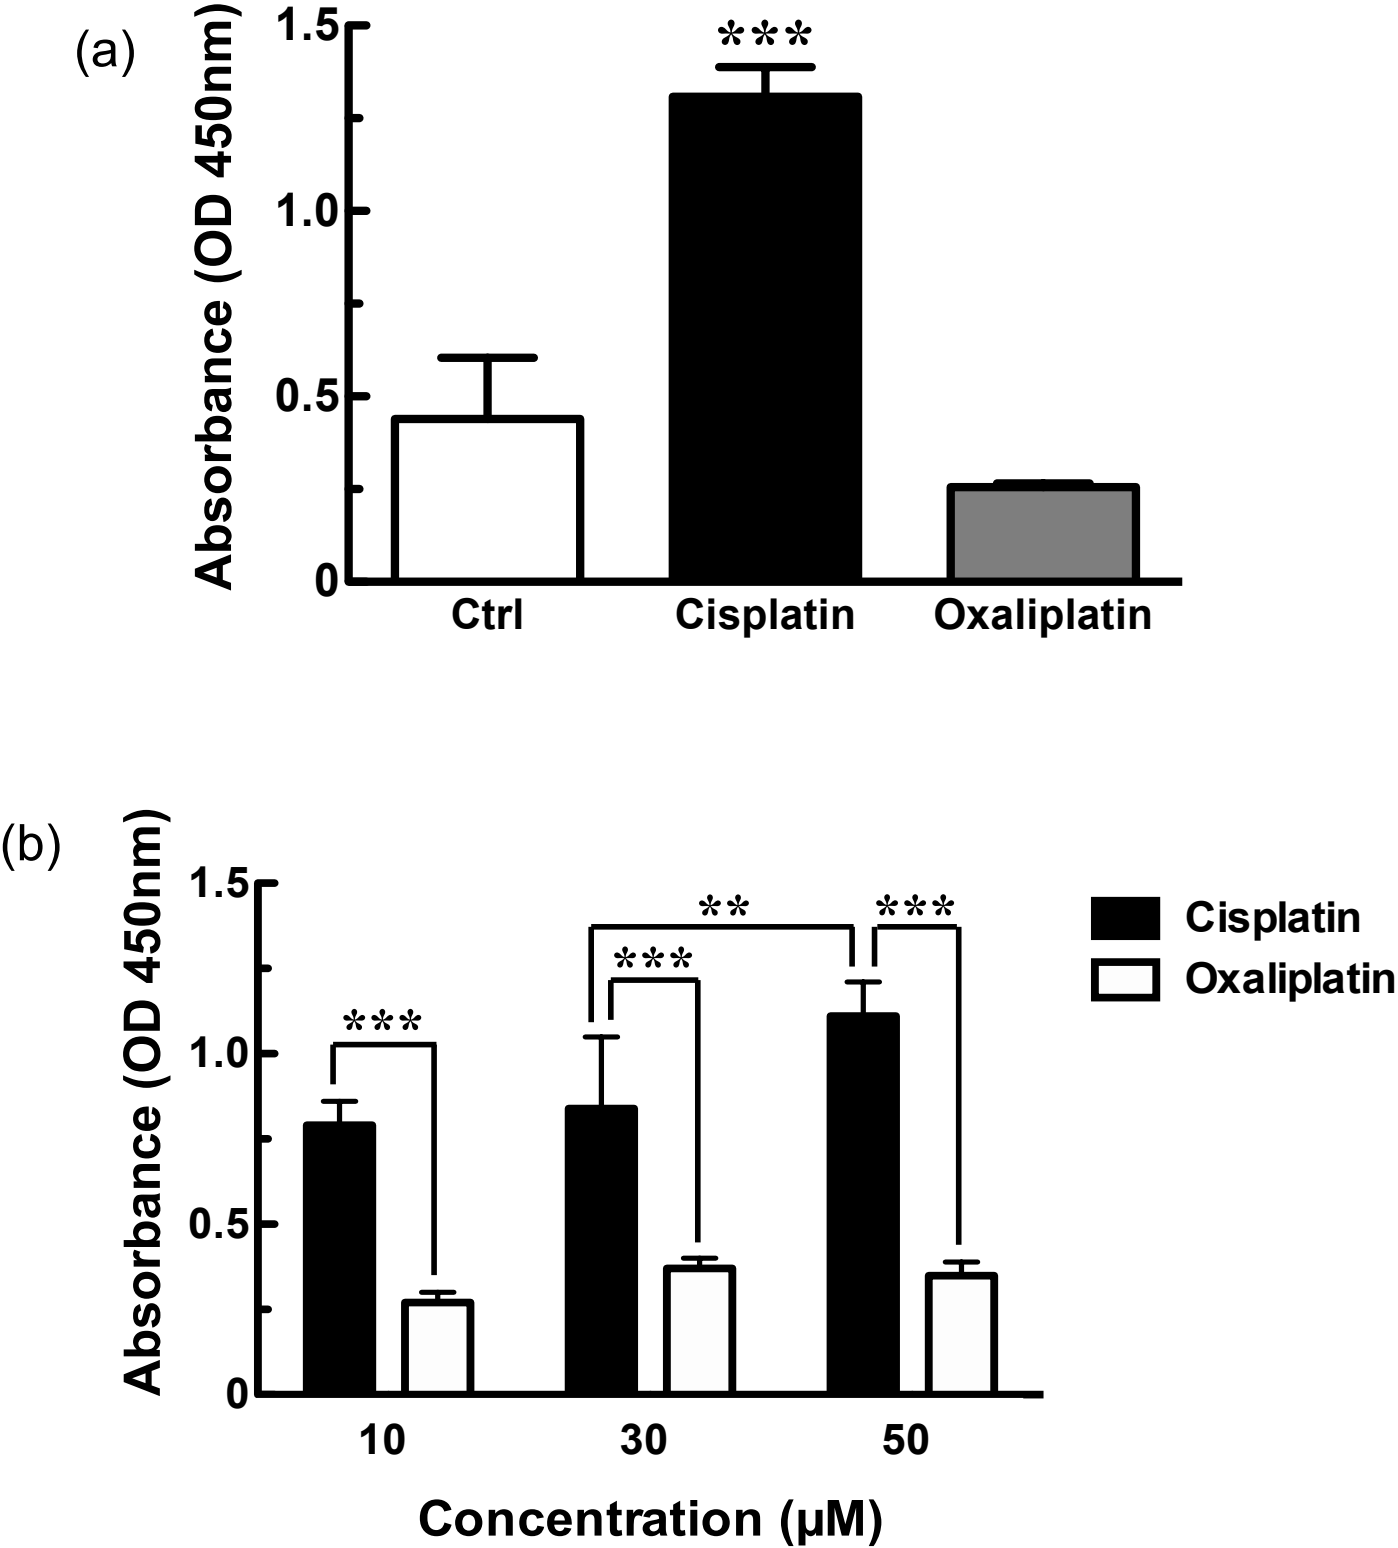 (a)
Absorbance (OD 450nm)
1.5
1.0
0.5
0
***
Ctrl
Cisplatin
Oxaliplatin
(b)
Absorbance (OD 450nm)
1.5
1.0
0.5
0
***
***
**
***
Cisplatin
Oxaliplatin
10
30
50
Concentration (µM)